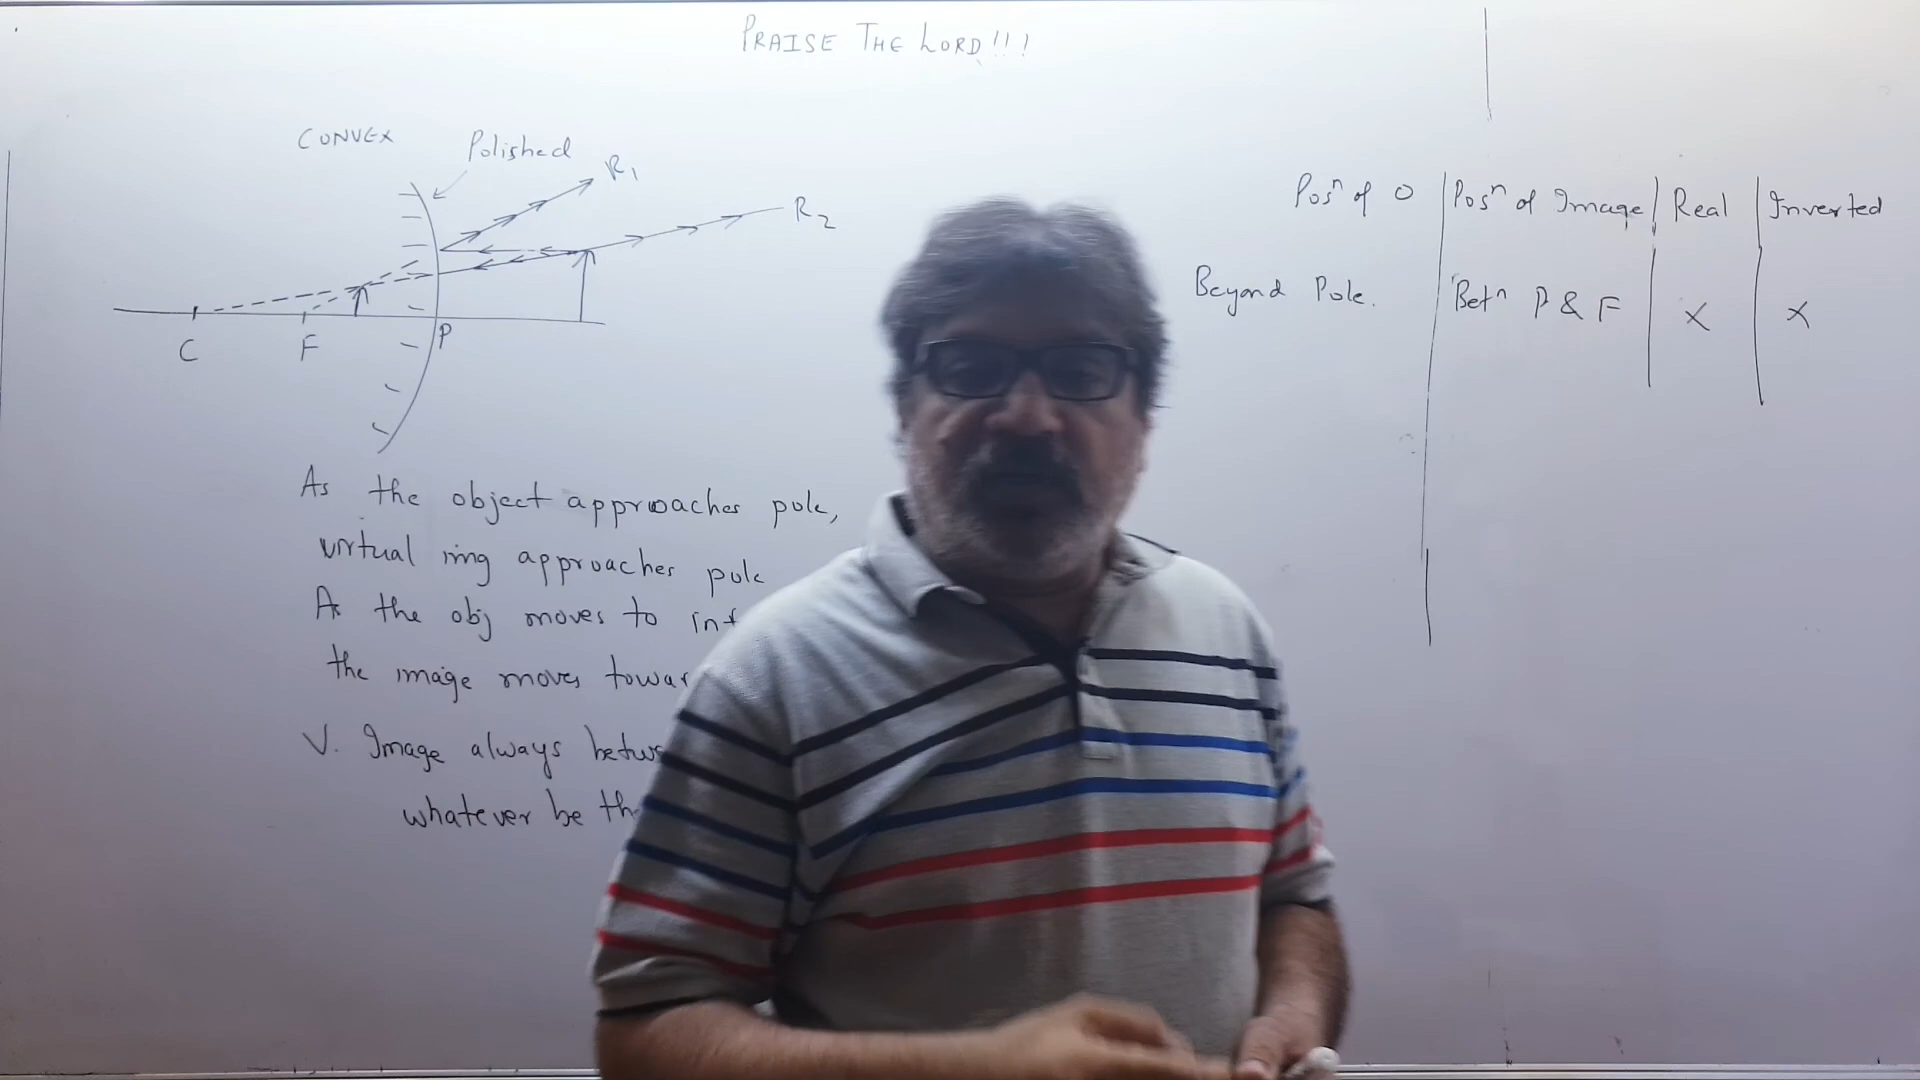 PRAISE THE LORD!!!
CONVEX
Polished
R1
R2
C
F
P
As the object approaches pole,
virtual img approaches pole
As the obj moves to inf
the image moves towar
V. Image always betwe
whatever be th
Posn of O | Posn of Image | Real | Inverted
Beyond Pole. | Betn P & F | X | X